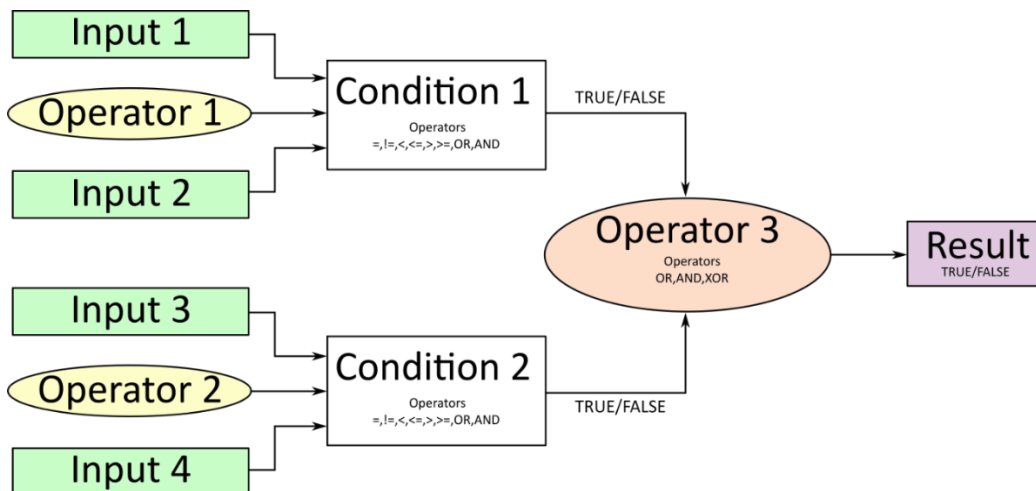 Input 1
Operator 1
Input 2
Condition 1
Operators
=,!=,<,<=,>,>=,OR,AND
TRUE/FALSE
Input 3
Operator 2
Input 4
Condition 2
Operators
=,!=,<,<=,>,>=,OR,AND
TRUE/FALSE
Operator 3
Operators
OR,AND,XOR
Result
TRUE/FALSE